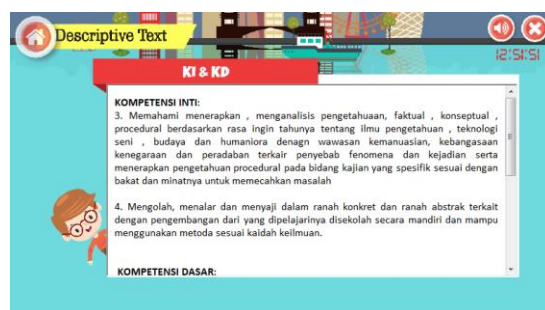 Descriptive Text
12:51:51
KI & KD
KOMPETENSI INTI:
3. Memahami menerapkan , menganalisis pengetahuaan, faktual , konseptual ,
procedural berdasarkan rasa ingin tahunya tentang ilmu pengetahuan , teknologi
seni , budaya dan humaniora denagn wawasan kemanuasian, kebangasaan
kenegaraan dan peradaban terkair penyebab fenomena dan kejadian serta
menerapkan pengetahuan procedural pada bidang kajian yang spesifik sesuai dengan
bakat dan minatnya untuk memecahkan masalah
4. Mengolah, menalar dan menyaji dalam ranah konkret dan ranah abstrak terkait
dengan pengembangan dari yang dipelajarinya disekolah secara mandiri dan mampu
menggunakan metoda sesuai kaidah keilmuan.
KOMPETENSI DASAR: